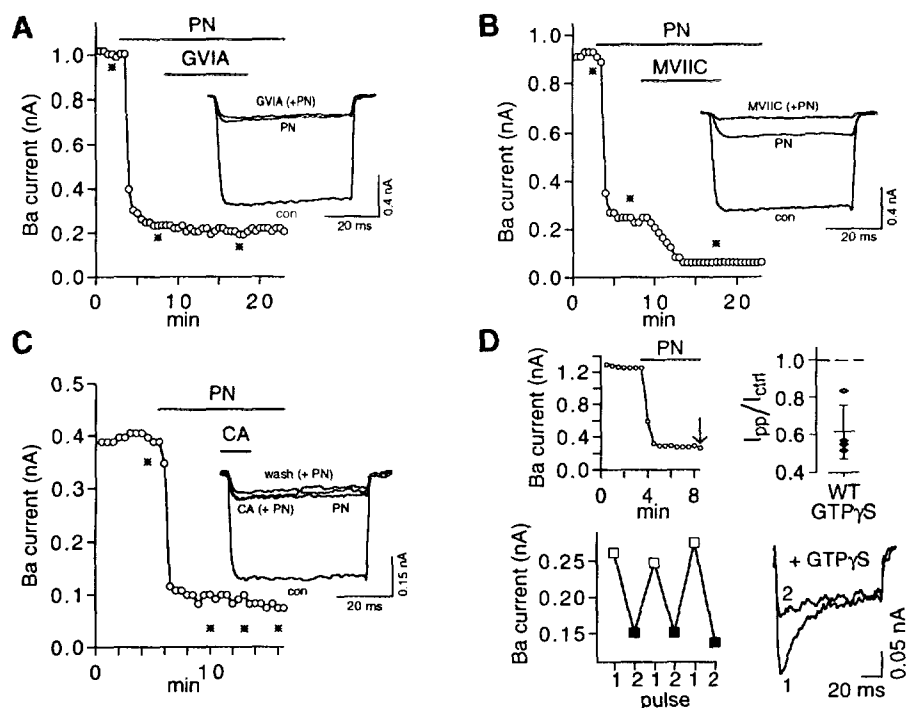 A
PN
GVIA
Ba current (nA)
1.0
0.8
0.6
0.4
0.2
0.0
0 10 20
min
GVIA (+PN)
PN
con
20 ms
0.4 nA
B
PN
MVIIC
Ba current (nA)
1.0
0.8
0.6
0.4
0.2
0.0
0 10 20
min
MVIIC (+PN)
PN
con
20 ms
0.4 nA
C
PN
CA
Ba current (nA)
0.5
0.4
0.3
0.2
0.1
0.0
0 10
min
wash (+ PN)
CA (+ PN) PN
con
20 ms
0.15 nA
D
PN
Ba current (nA)
1.2
0.8
0.4
0.0
0 4 8
min
Ipp/Ictrl
1.0
0.8
0.6
0.4
WT
GTPγS
Ba current (nA)
0.25
0.20
0.15
1 2 1 2 1 2
pulse
+ GTPγS
2
1
20 ms
0.05 nA